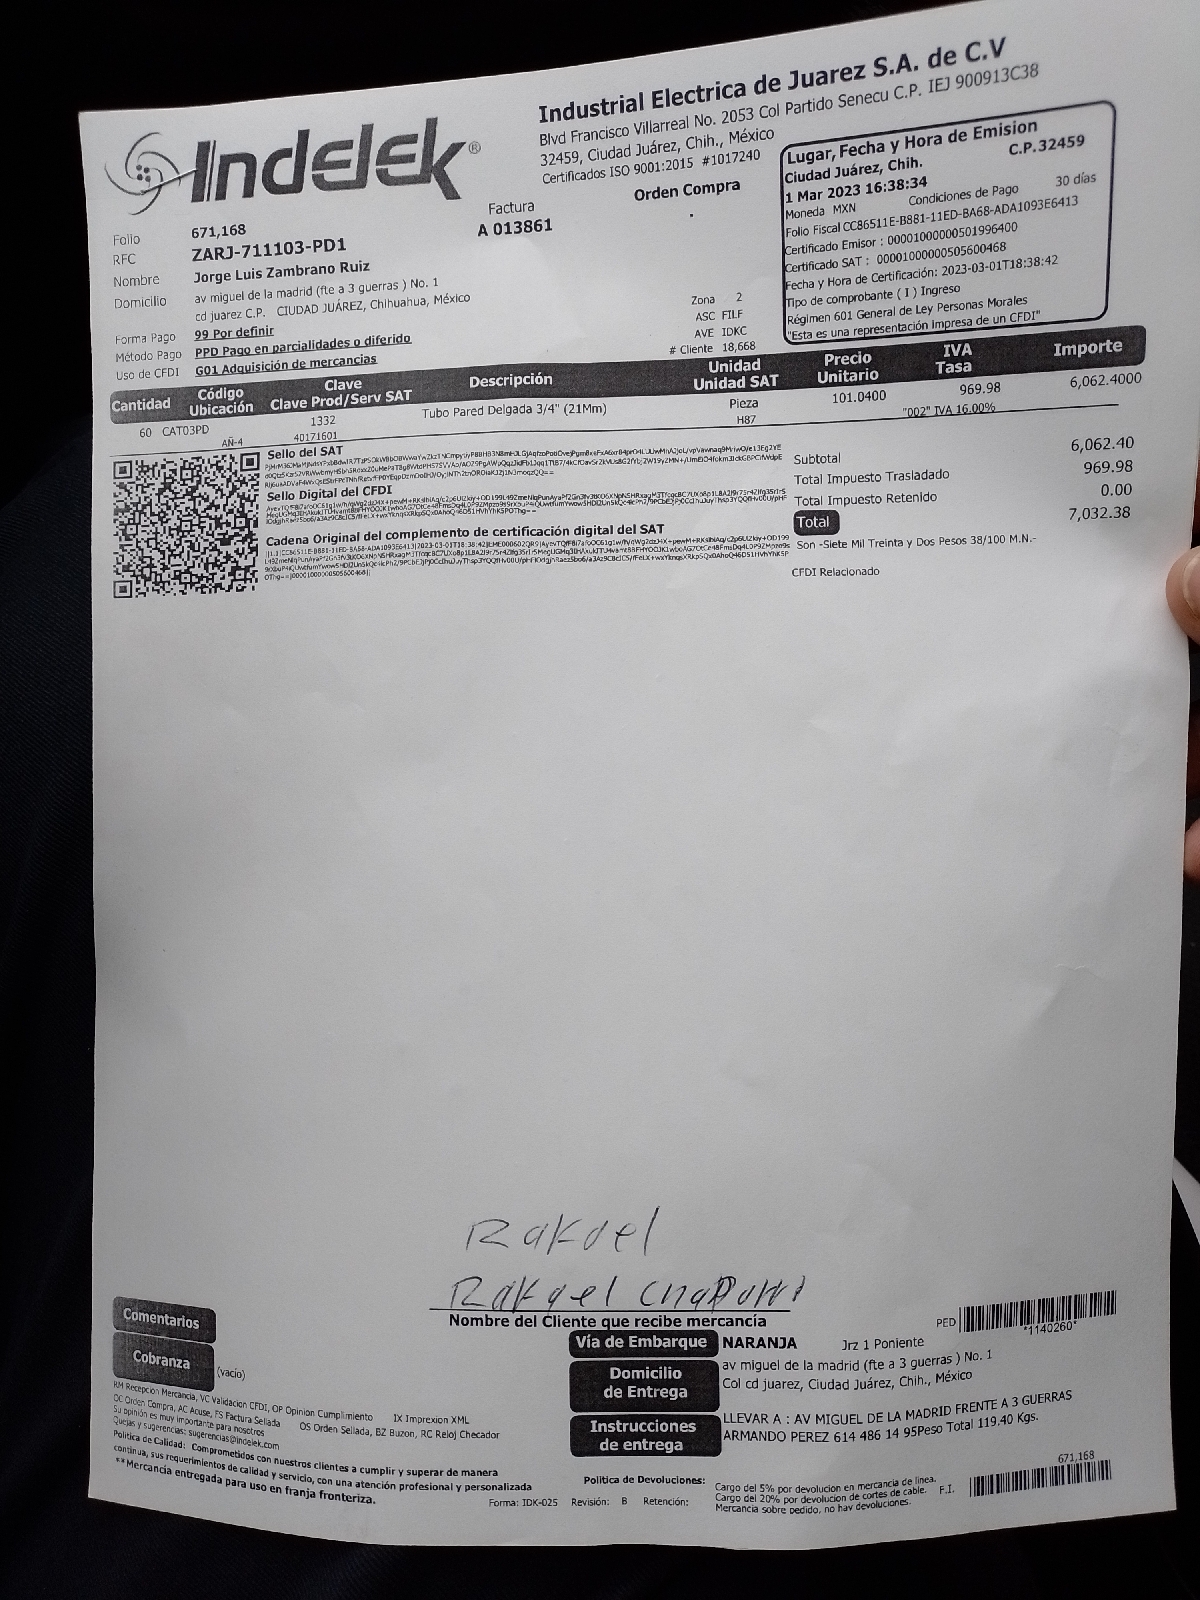 Indelek®
Industrial Electrica de Juarez S.A. de C.V
Blvd Francisco Villarreal No. 2053 Col Partido Senecu C.P. IEJ 900913C38
32459, Ciudad Juárez, Chih., México
Certificados ISO 9001:2015 #1017240
Orden Compra
Lugar, Fecha y Hora de Emision
Ciudad Juárez, Chih. C.P.32459
1 Mar 2023 16:38:34
Moneda MXN Condiciones de Pago 30 días
Folio Fiscal CC86511E-B881-11ED-BA68-ADA1093E6413
Certificado Emisor : 00001000000501996400
Certificado SAT : 00001000000505600468
Fecha y Hora de Certificación: 2023-03-01T18:38:42
Tipo de comprobante ( I ) Ingreso
Régimen 601 General de Ley Personas Morales
"Esta es una representación impresa de un CFDI"
Folio 671,168
Factura
A 013861
RFC ZARJ-711103-PD1
Nombre Jorge Luis Zambrano Ruiz
Domicilio av miguel de la madrid (fte a 3 guerras ) No. 1
cd juarez C.P. CIUDAD JUÁREZ, Chihuahua, México
Forma Pago 99 Por definir
Método Pago PPD Pago en parcialidades o diferido
Uso de CFDI G01 Adquisición de mercancias
Zona 2
ASC FILF
AVE IDKC
# Cliente 18,668
Cantidad Código Ubicación Clave Clave Prod/Serv SAT Descripción Unidad Unidad SAT Precio Unitario IVA Tasa Importe
60 CAT03PD 1332 Tubo Pared Delgada 3/4" (21Mm) Pieza 101.0400 969.98 6,062.4000
AÑ-4 40171601 H87 "002" IVA 16.00%
Sello del SAT
Sello Digital del CFDI
Cadena Original del complemento de certificación digital del SAT
Subtotal 6,062.40
Total Impuesto Trasladado 969.98
Total Impuesto Retenido 0.00
Total 7,032.38
Son -Siete Mil Treinta y Dos Pesos 38/100 M.N.-
CFDI Relacionado
Rakael
Rakael
Nombre del Cliente que recibe mercancía
PED *1140260*
Comentarios
Cobranza (vacio)
Vía de Embarque NARANJA Jrz 1 Poniente
Domicilio de Entrega av miguel de la madrid (fte a 3 guerras ) No. 1
Col cd juarez, Ciudad Juárez, Chih., México
Instrucciones de entrega LLEVAR A : AV MIGUEL DE LA MADRID FRENTE A 3 GUERRAS
ARMANDO PEREZ 614 486 14 95Peso Total 119.40 Kgs.
RM Recepción Mercancia, VC Validacion CFDI, OP Opinion Cumplimiento IX Imprexion XML
OC Orden Compra, AC Acuse, FS Factura Sellada OS Orden Sellada, BZ Buzon, RC Reloj Checador
Su opinión es muy importante para nosotros
Quejas y sugerencias: sugerencias@indelek.com
Política de Calidad: Comprometidos con nuestros clientes a cumplir y superar de manera
continua, sus requerimientos de calidad y servicio, con una atención profesional y personalizada
**Mercancía entregada para uso en franja fronteriza.
Forma: IDK-025 Revisión: B Retención:
Politica de Devoluciones: Cargo del 5% por devolucion en mercancia de linea.
Cargo del 20% por devolucion de cortes de cable. F.I.
Mercancia sobre pedido, no hay devoluciones.
671,168